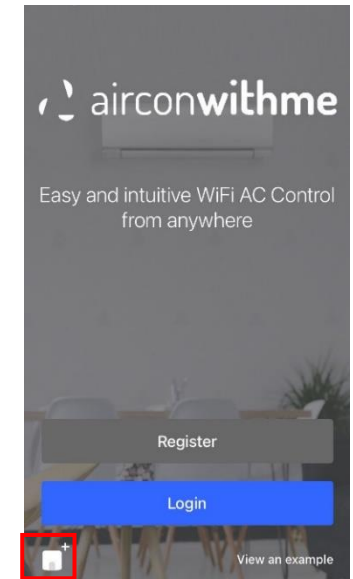 airconwithme
Easy and intuitive WiFi AC Control
from anywhere
Register
Login
View an example